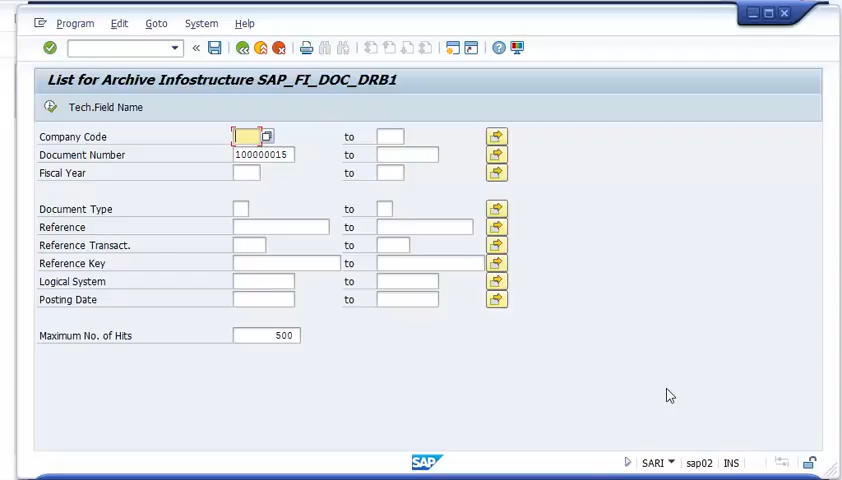 Program Edit Goto System Help
«
List for Archive Infostructure SAP_FI_DOC_DRB1
Tech.Field Name
Company Code to
Document Number 100000015 to
Fiscal Year to
Document Type to
Reference to
Reference Transact. to
Reference Key to
Logical System to
Posting Date to
Maximum No. of Hits 500
SAP SARI sap02 INS